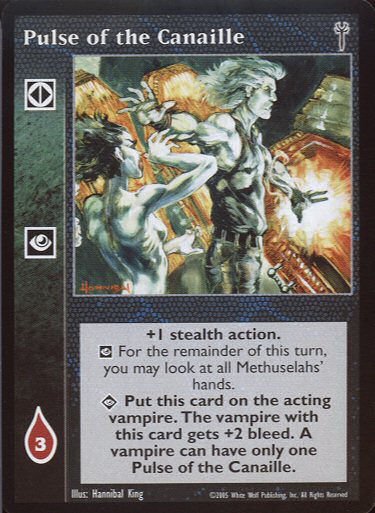 Pulse of the Canaille
HANNIBAL
+1 stealth action.
For the remainder of this turn,
you may look at all Methuselahs'
hands.
Put this card on the acting
vampire. The vampire with
this card gets +2 bleed. A
vampire can have only one
Pulse of the Canaille.
3
Illus: Hannibal King
©2005 White Wolf Publishing, Inc. All Rights Reserved